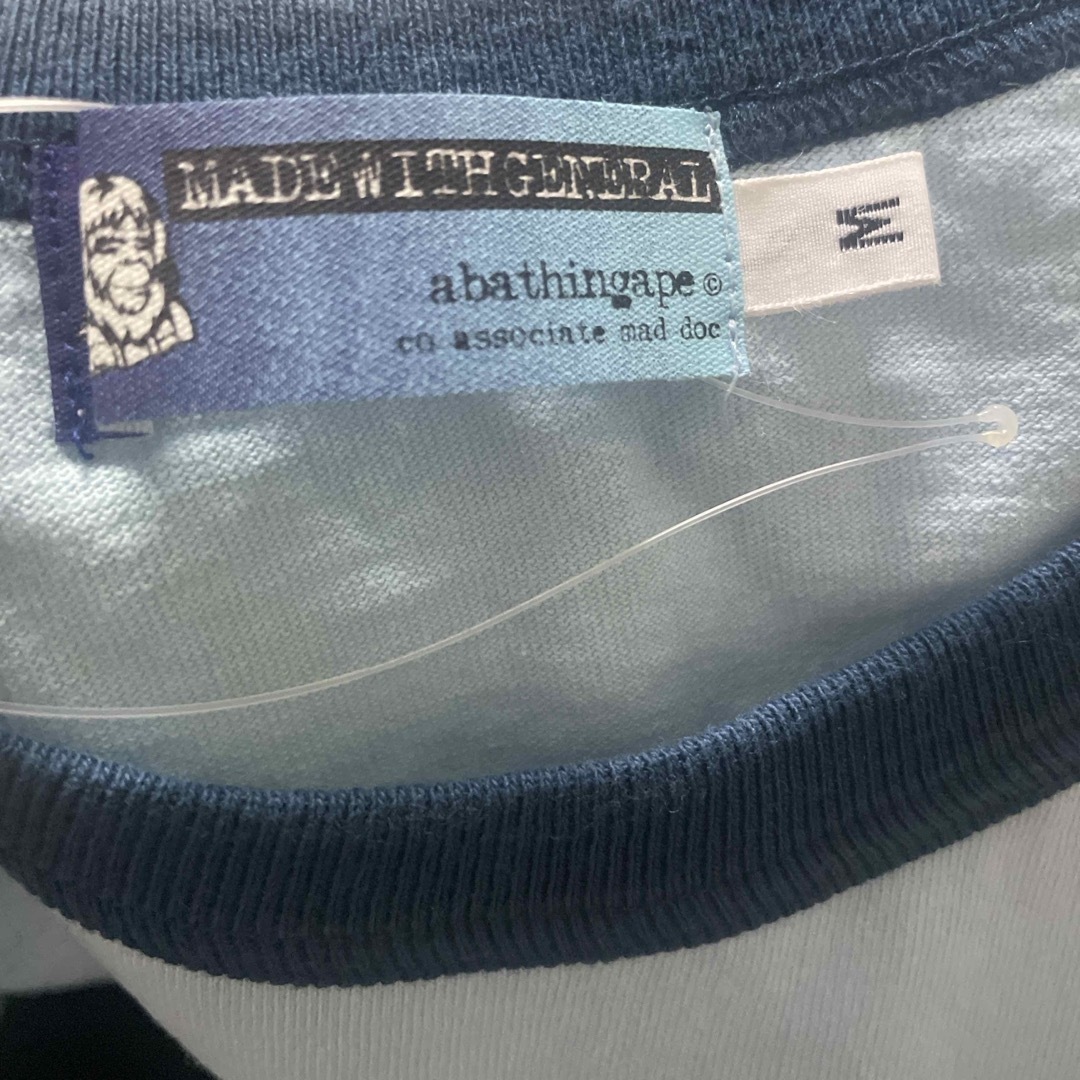 MADE WITH GENERAL
abathingape ©
co associate mad doc
M